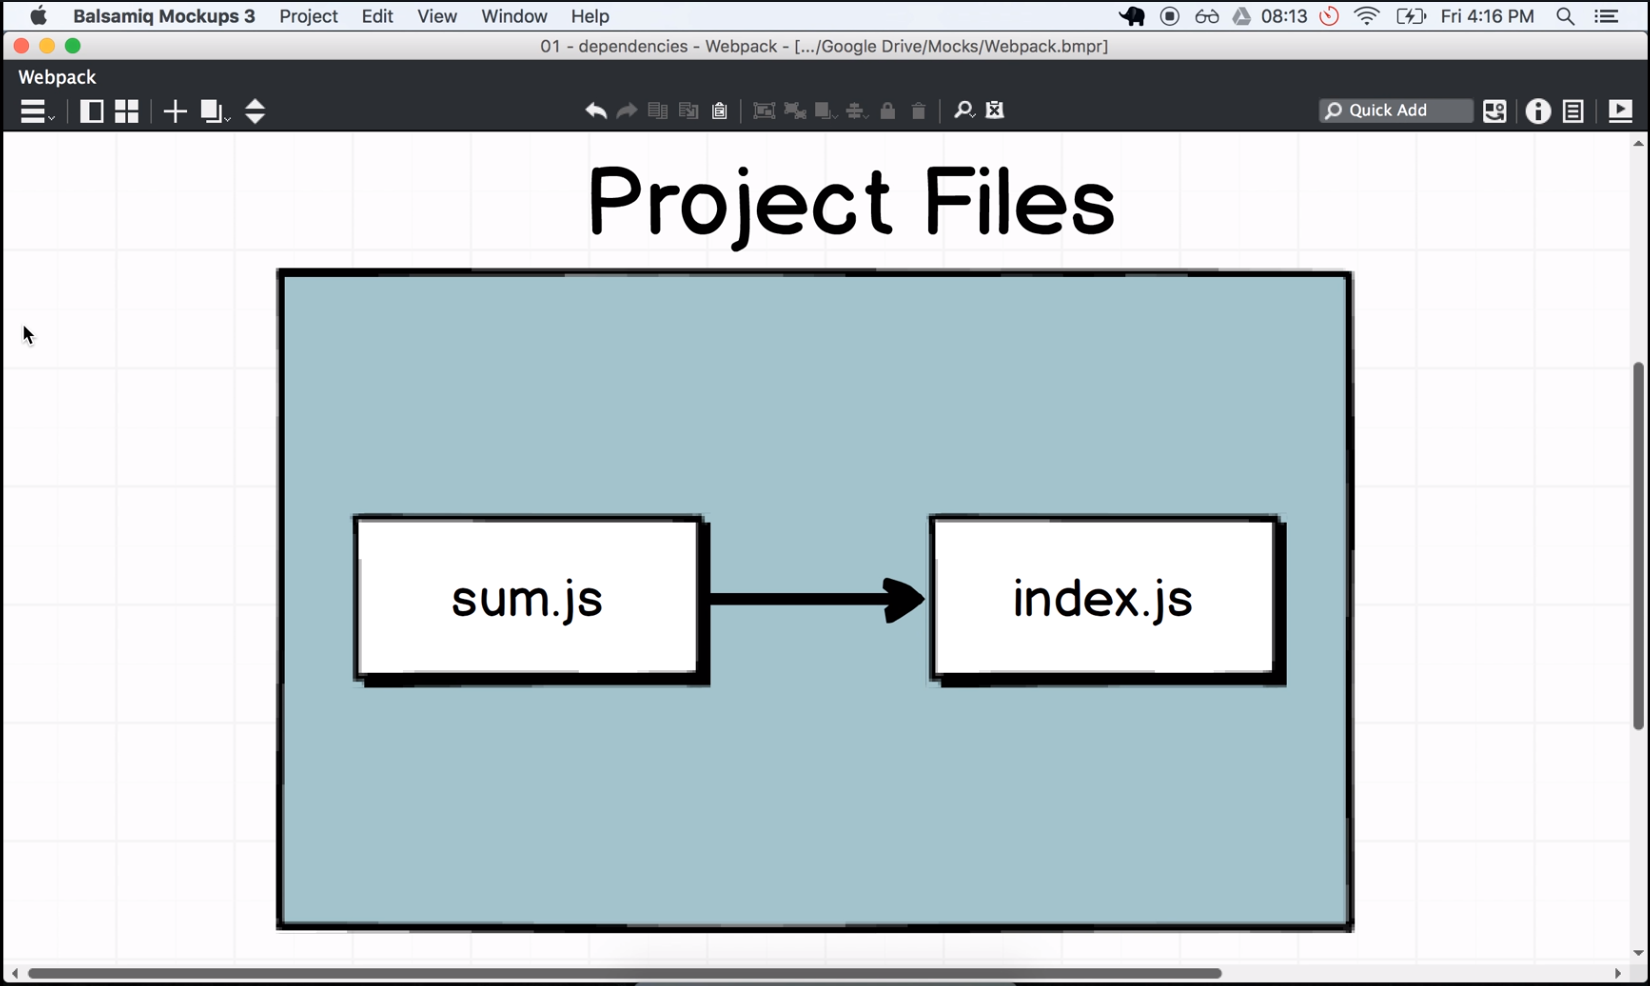 Balsamiq Mockups 3 Project Edit View Window Help 08:13 Fri 4:16 PM
01 - dependencies - Webpack - [.../Google Drive/Mocks/Webpack.bmpr]
Webpack
Quick Add
Project Files
sum.js
index.js